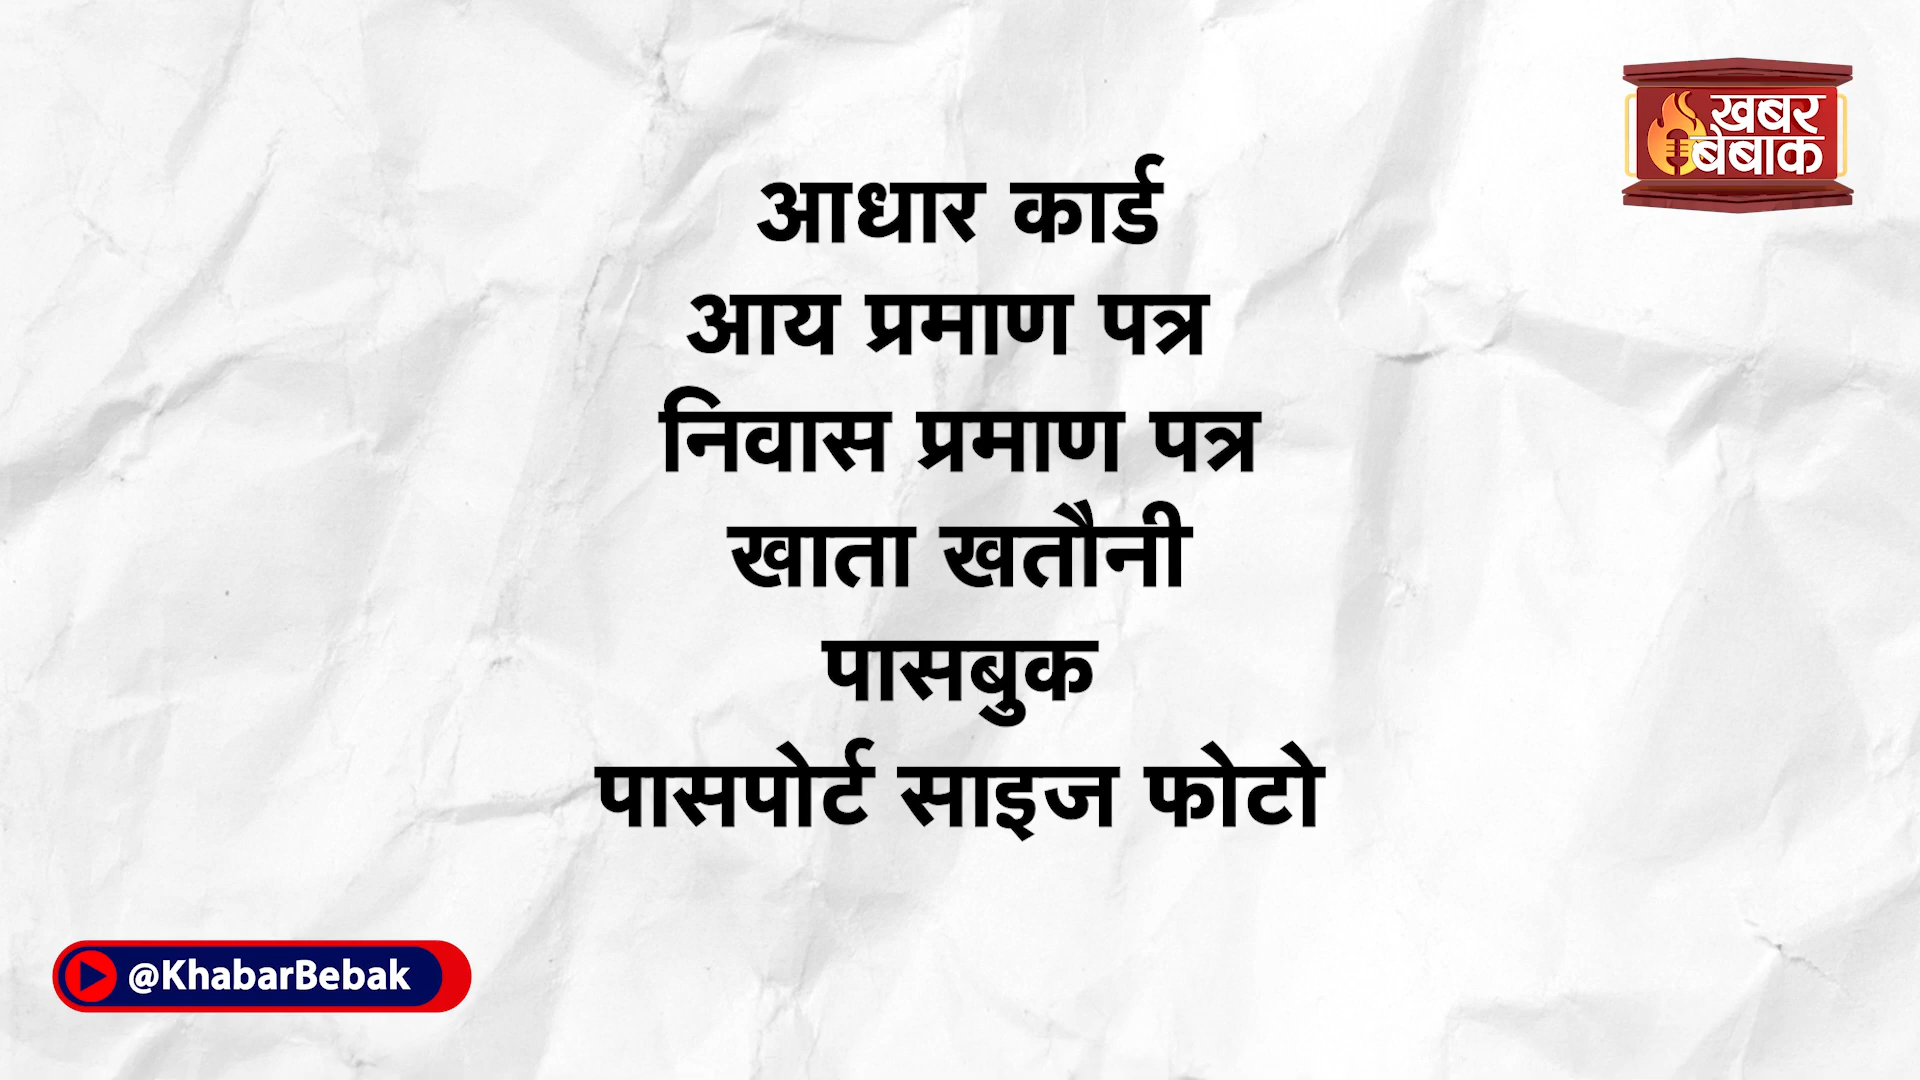 खबर
बेबाक
आधार कार्ड
आय प्रमाण पत्र
निवास प्रमाण पत्र
खाता खतौनी
पासबुक
पासपोर्ट साइज फोटो
@KhabarBebak